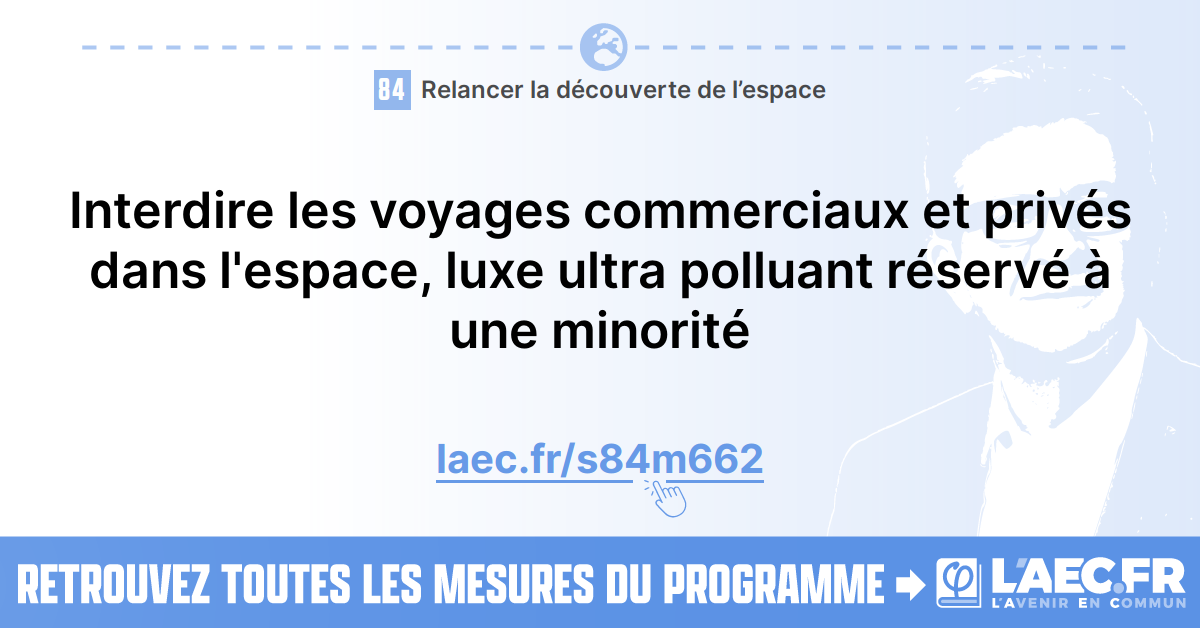 84 Relancer la découverte de l’espace
Interdire les voyages commerciaux et privés
dans l'espace, luxe ultra polluant réservé à
une minorité
laec.fr/s84m662
RETROUVEZ TOUTES LES MESURES DU PROGRAMME
φ L'AEC.FR
L'AVENIR EN COMMUN